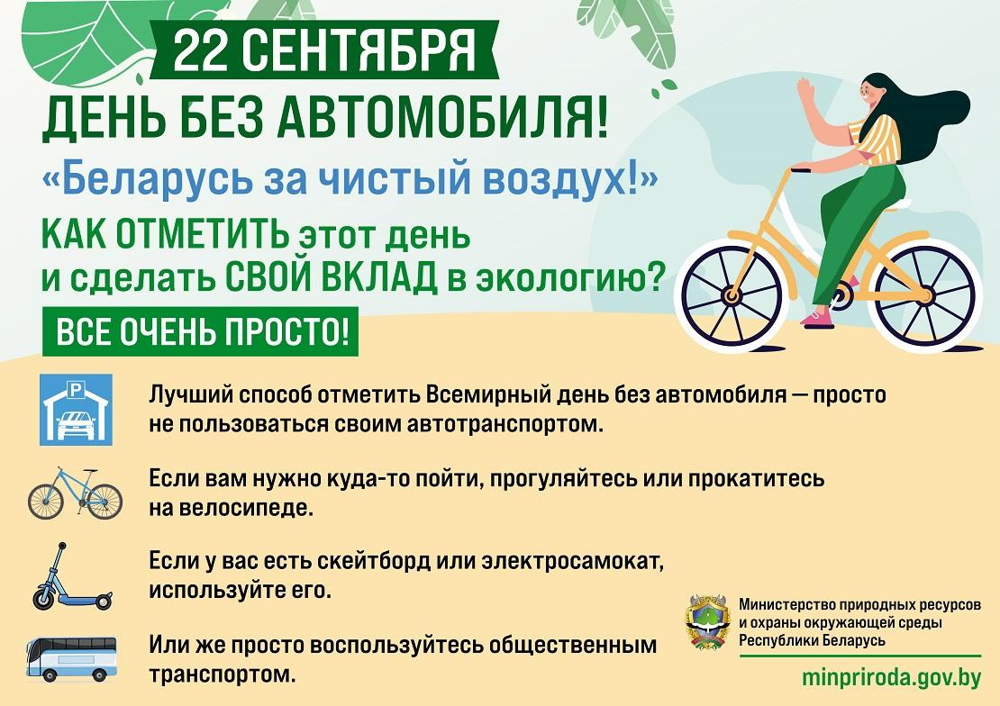 22 СЕНТЯБРЯ
ДЕНЬ БЕЗ АВТОМОБИЛЯ!
«Беларусь за чистый воздух!»
КАК ОТМЕТИТЬ этот день
и сделать СВОЙ ВКЛАД в экологию?
ВСЕ ОЧЕНЬ ПРОСТО!
P
Лучший способ отметить Всемирный день без автомобиля – просто
не пользоваться своим автотранспортом.
Если вам нужно куда-то пойти, прогуляйтесь или прокатитесь
на велосипеде.
Если у вас есть скейтборд или электросамокат,
используйте его.
Или же просто воспользуйтесь общественным
транспортом.
Министерство природных ресурсов
и охраны окружающей среды
Республики Беларусь
minpriroda.gov.by